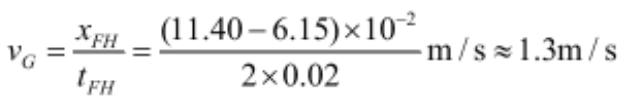 v_G = x_FH / t_FH = (11.40 − 6.15)×10⁻² / 2×0.02 m / s ≈ 1.3m / s